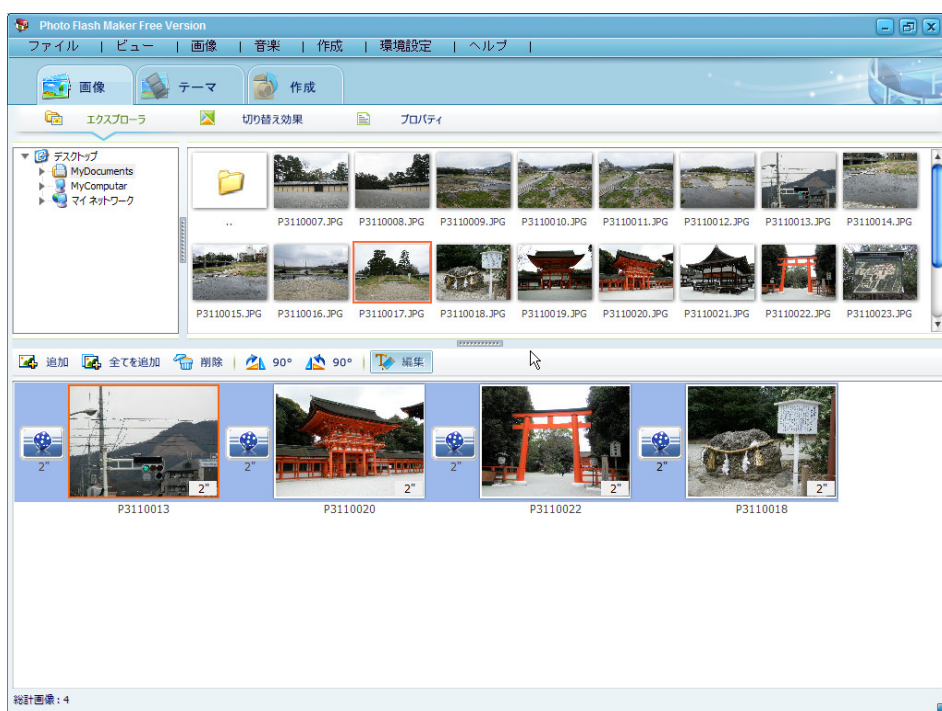 Photo Flash Maker Free Version
ファイル | ビュー | 画像 | 音楽 | 作成 | 環境設定 | ヘルプ |
画像 テーマ 作成
エクスプローラ 切り替え効果 プロパティ
デスクトップ
MyDocuments
MyComputar
マイ ネットワーク
.. P3110007.JPG P3110008.JPG P3110009.JPG P3110010.JPG P3110011.JPG P3110012.JPG P3110013.JPG P3110014.JPG
P3110015.JPG P3110016.JPG P3110017.JPG P3110018.JPG P3110019.JPG P3110020.JPG P3110021.JPG P3110022.JPG P3110023.JPG
追加 全てを追加 削除 90° 90° 編集
2" 2" 2" 2"
2" 2" 2" 2"
P3110013 P3110020 P3110022 P3110018
総計画像 : 4